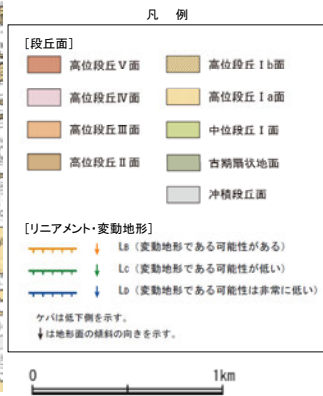 凡 例
[段丘面]
高位段丘Ⅴ面 高位段丘Ⅰb面
高位段丘Ⅳ面 高位段丘Ⅰa面
高位段丘Ⅲ面 中位段丘Ⅰ面
高位段丘Ⅱ面 古期扇状地面
沖積段丘面
[リニアメント・変動地形]
LB (変動地形である可能性がある)
LC (変動地形である可能性が低い)
LD (変動地形である可能性は非常に低い)
ケバは低下側を示す。
↓は地形面の傾斜の向きを示す。
0 1km